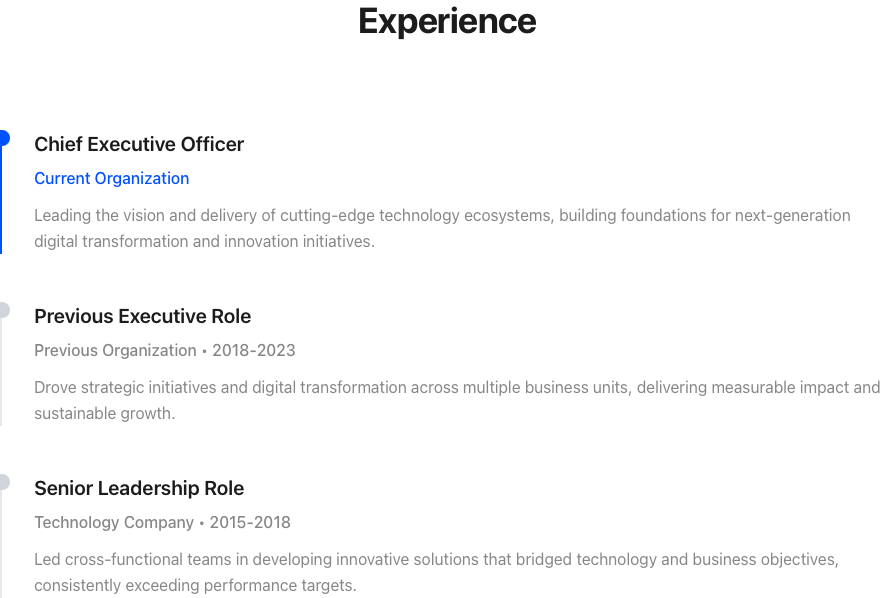 Experience
Chief Executive Officer
Current Organization
Leading the vision and delivery of cutting-edge technology ecosystems, building foundations for next-generation
digital transformation and innovation initiatives.
Previous Executive Role
Previous Organization • 2018-2023
Drove strategic initiatives and digital transformation across multiple business units, delivering measurable impact and
sustainable growth.
Senior Leadership Role
Technology Company • 2015-2018
Led cross-functional teams in developing innovative solutions that bridged technology and business objectives,
consistently exceeding performance targets.